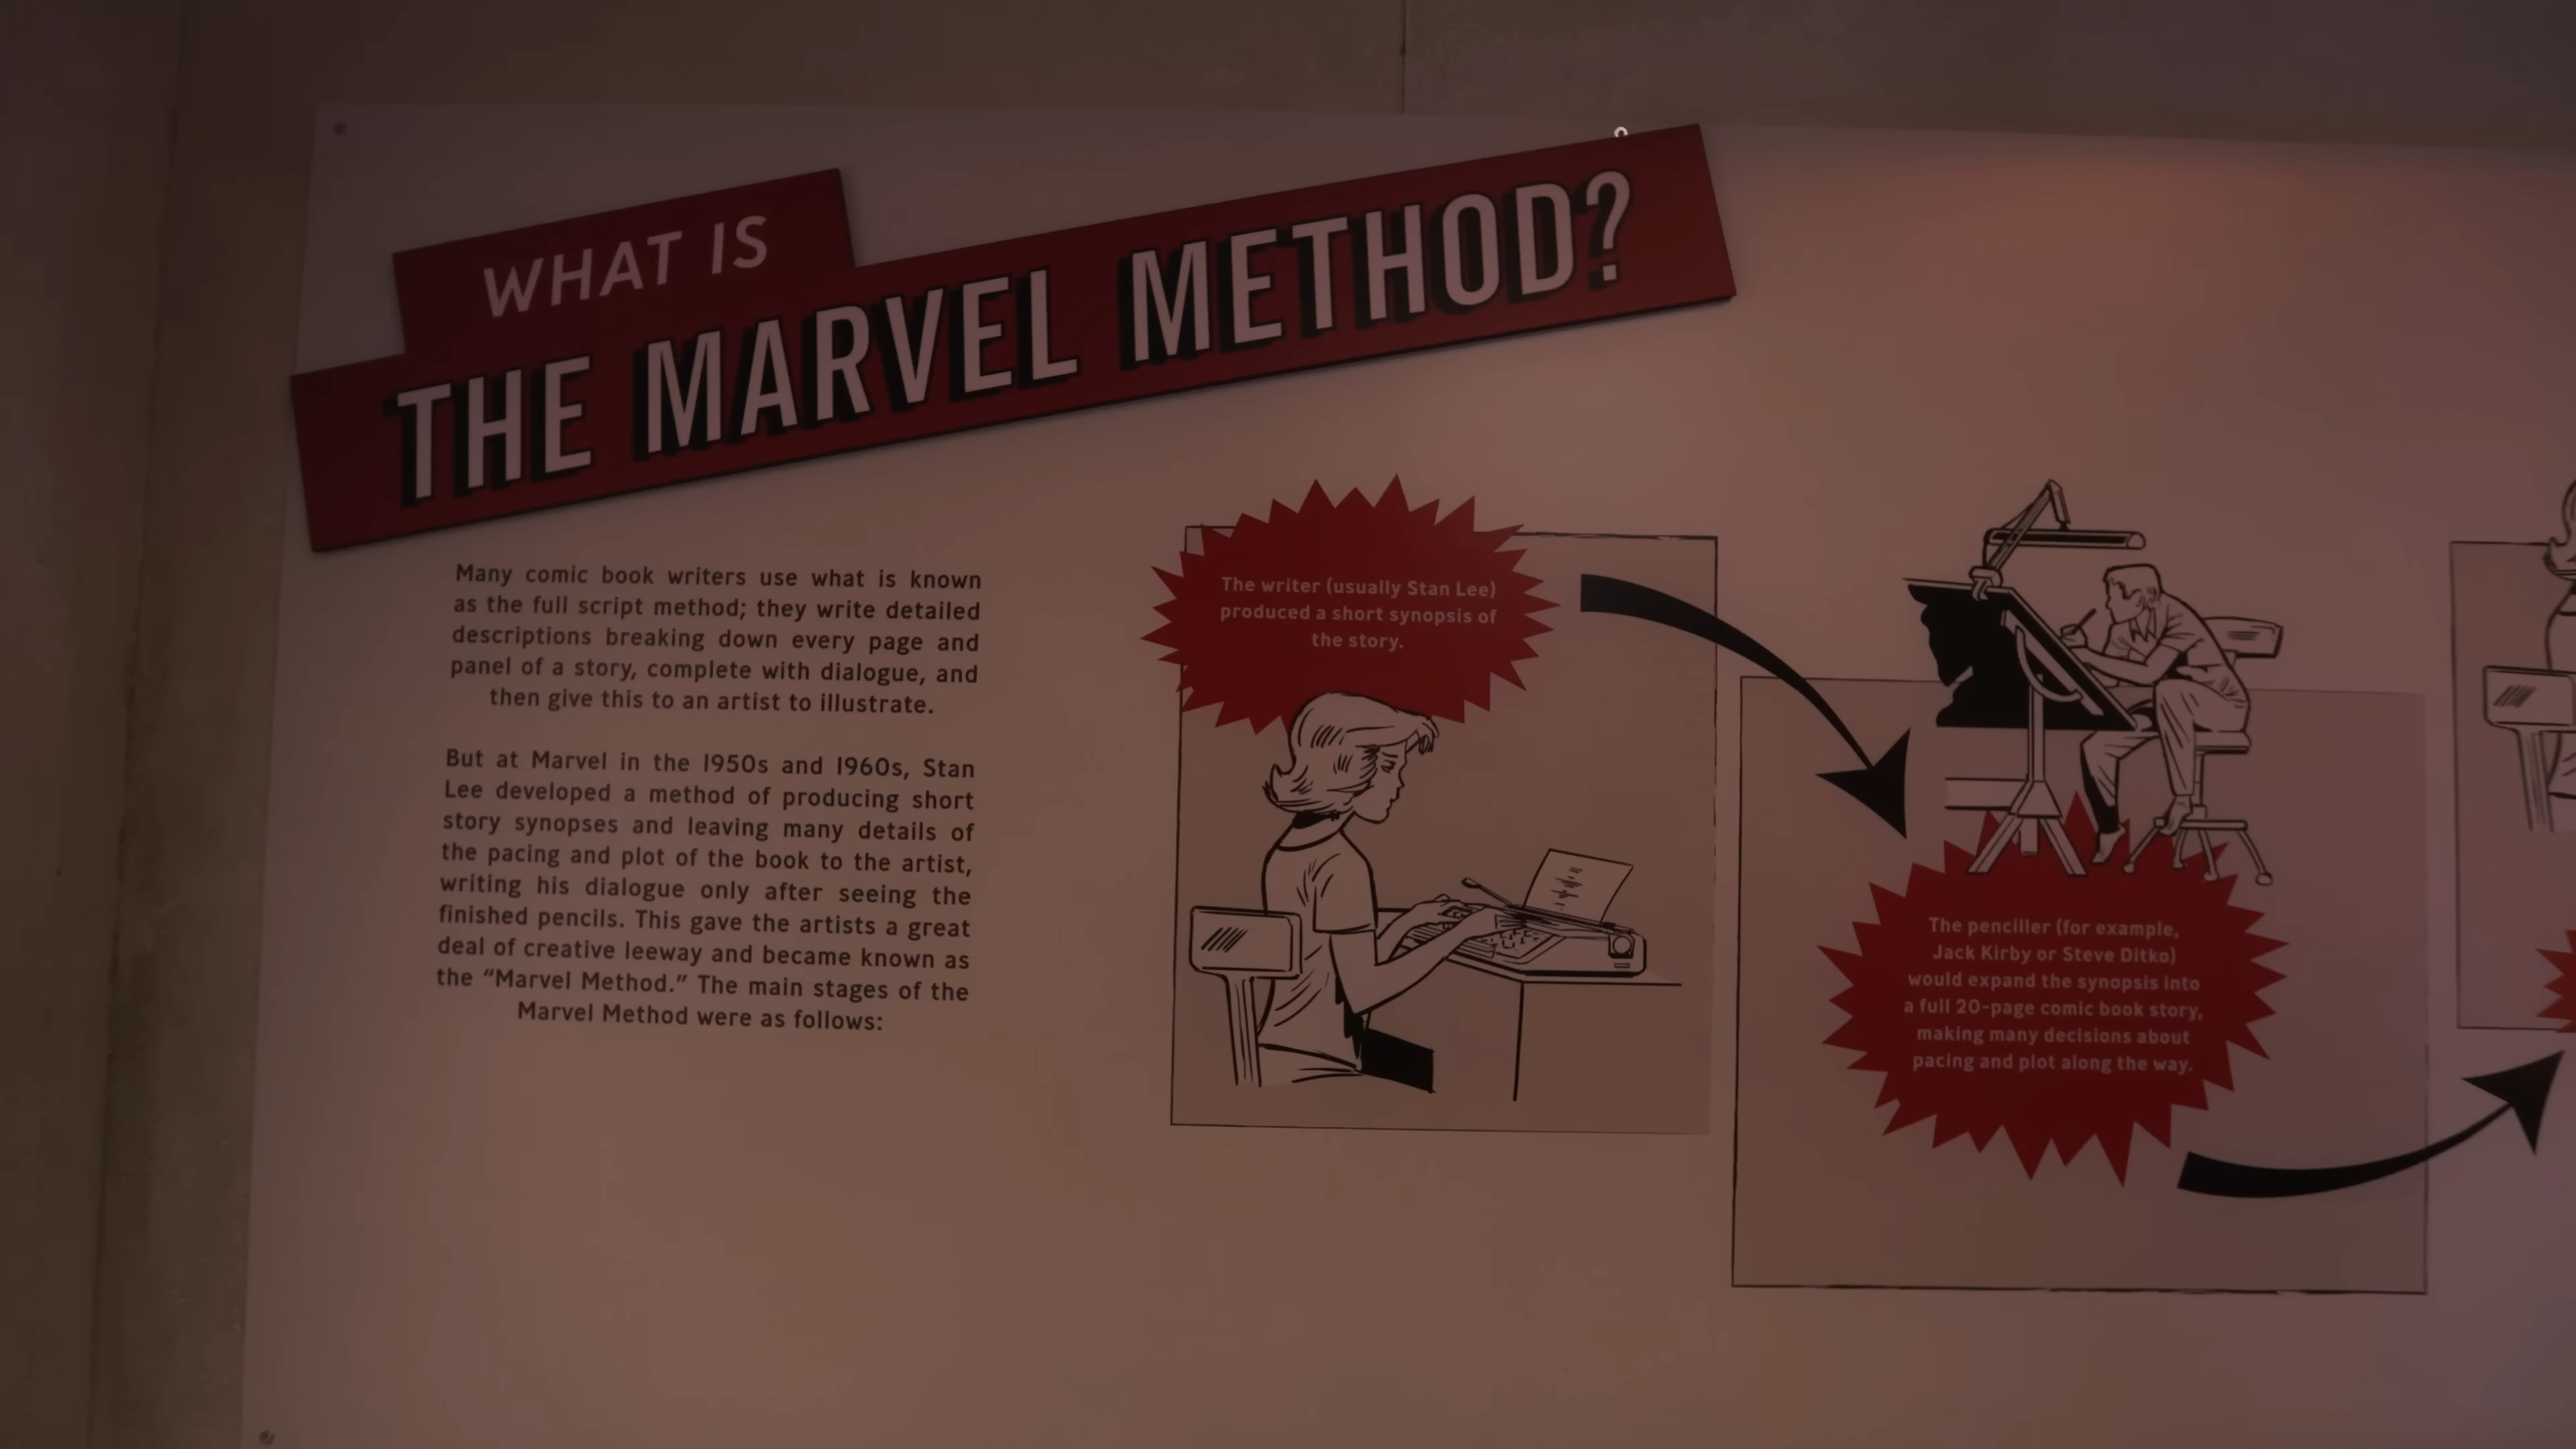 WHAT IS
THE MARVEL METHOD?
Many comic book writers use what is known
as the full script method; they write detailed
descriptions breaking down every page and
panel of a story, complete with dialogue, and
then give this to an artist to illustrate.
But at Marvel in the 1950s and 1960s, Stan
Lee developed a method of producing short
story synopses and leaving many details of
the pacing and plot of the book to the artist,
writing his dialogue only after seeing the
finished pencils. This gave the artists a great
deal of creative leeway and became known as
the “Marvel Method.” The main stages of the
Marvel Method were as follows:
The writer (usually Stan Lee)
produced a short synopsis of
the story.
The penciller (for example,
Jack Kirby or Steve Ditko)
would expand the synopsis into
a full 20-page comic book story,
making many decisions about
pacing and plot along the way.